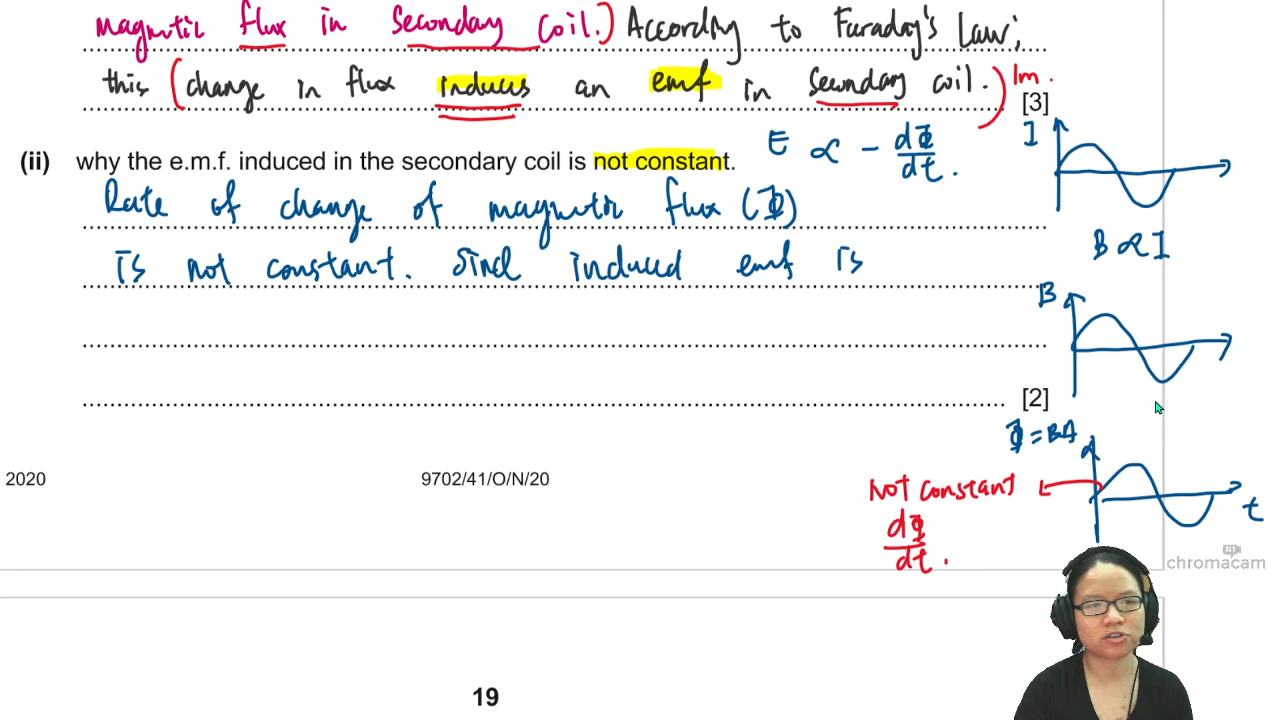 magnetic flux in secondary coil.) According to Faraday's Law,
this (change in flux induces an emf in secondary coil.) 1m.
[3]
(ii) why the e.m.f. induced in the secondary coil is not constant.
E ∝ - dΦ/dt.
I
Rate of change of magnetic flux (Φ)
is not constant. Since induced emf is
B ∝ I
B
[2]
Φ = BA
2020
9702/41/O/N/20
Not constant
dΦ/dt.
t
chromacam
19